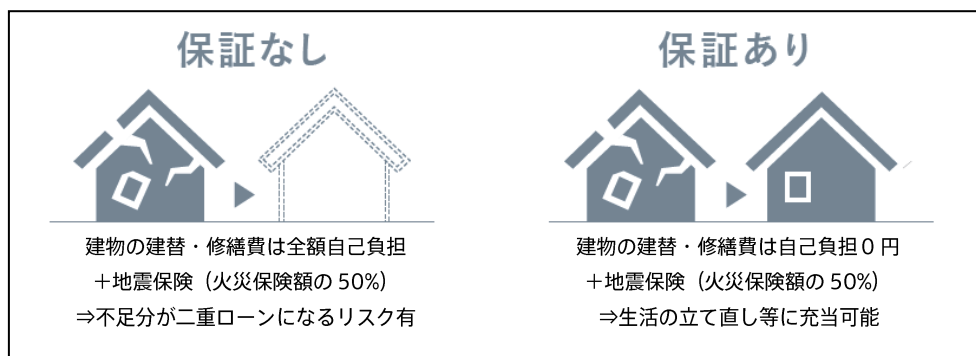 保証なし
建物の建替・修繕費は全額自己負担
＋地震保険（火災保険額の 50%）
⇒不足分が二重ローンになるリスク有
保証あり
建物の建替・修繕費は自己負担０円
＋地震保険（火災保険額の 50%）
⇒生活の立て直し等に充当可能